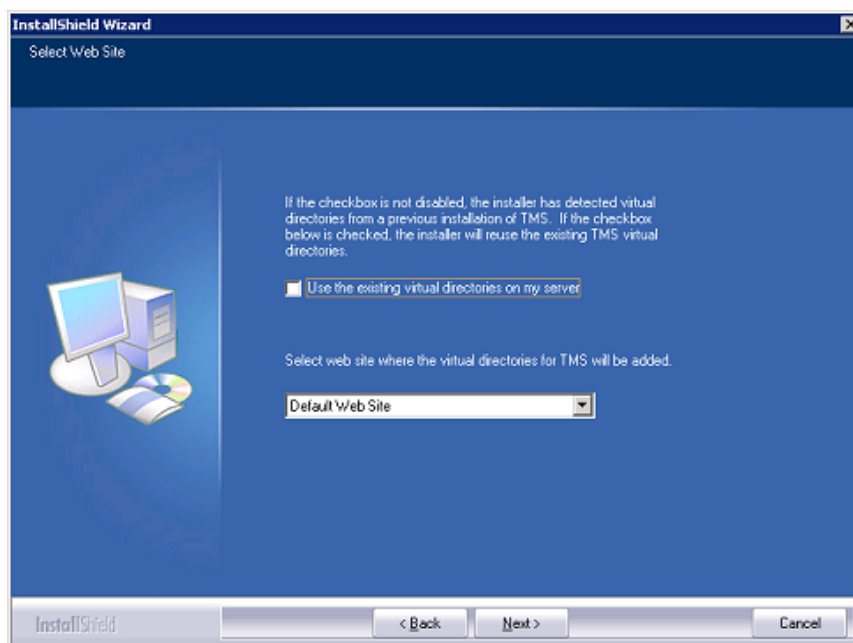 InstallShield Wizard
Select Web Site
If the checkbox is not disabled, the installer has detected virtual
directories from a previous installation of TMS.  If the checkbox
below is checked, the installer will reuse the existing TMS virtual
directories.
Use the existing virtual directories on my server
Select web site where the virtual directories for TMS will be added.
Default Web Site
InstallShield
< Back
Next >
Cancel